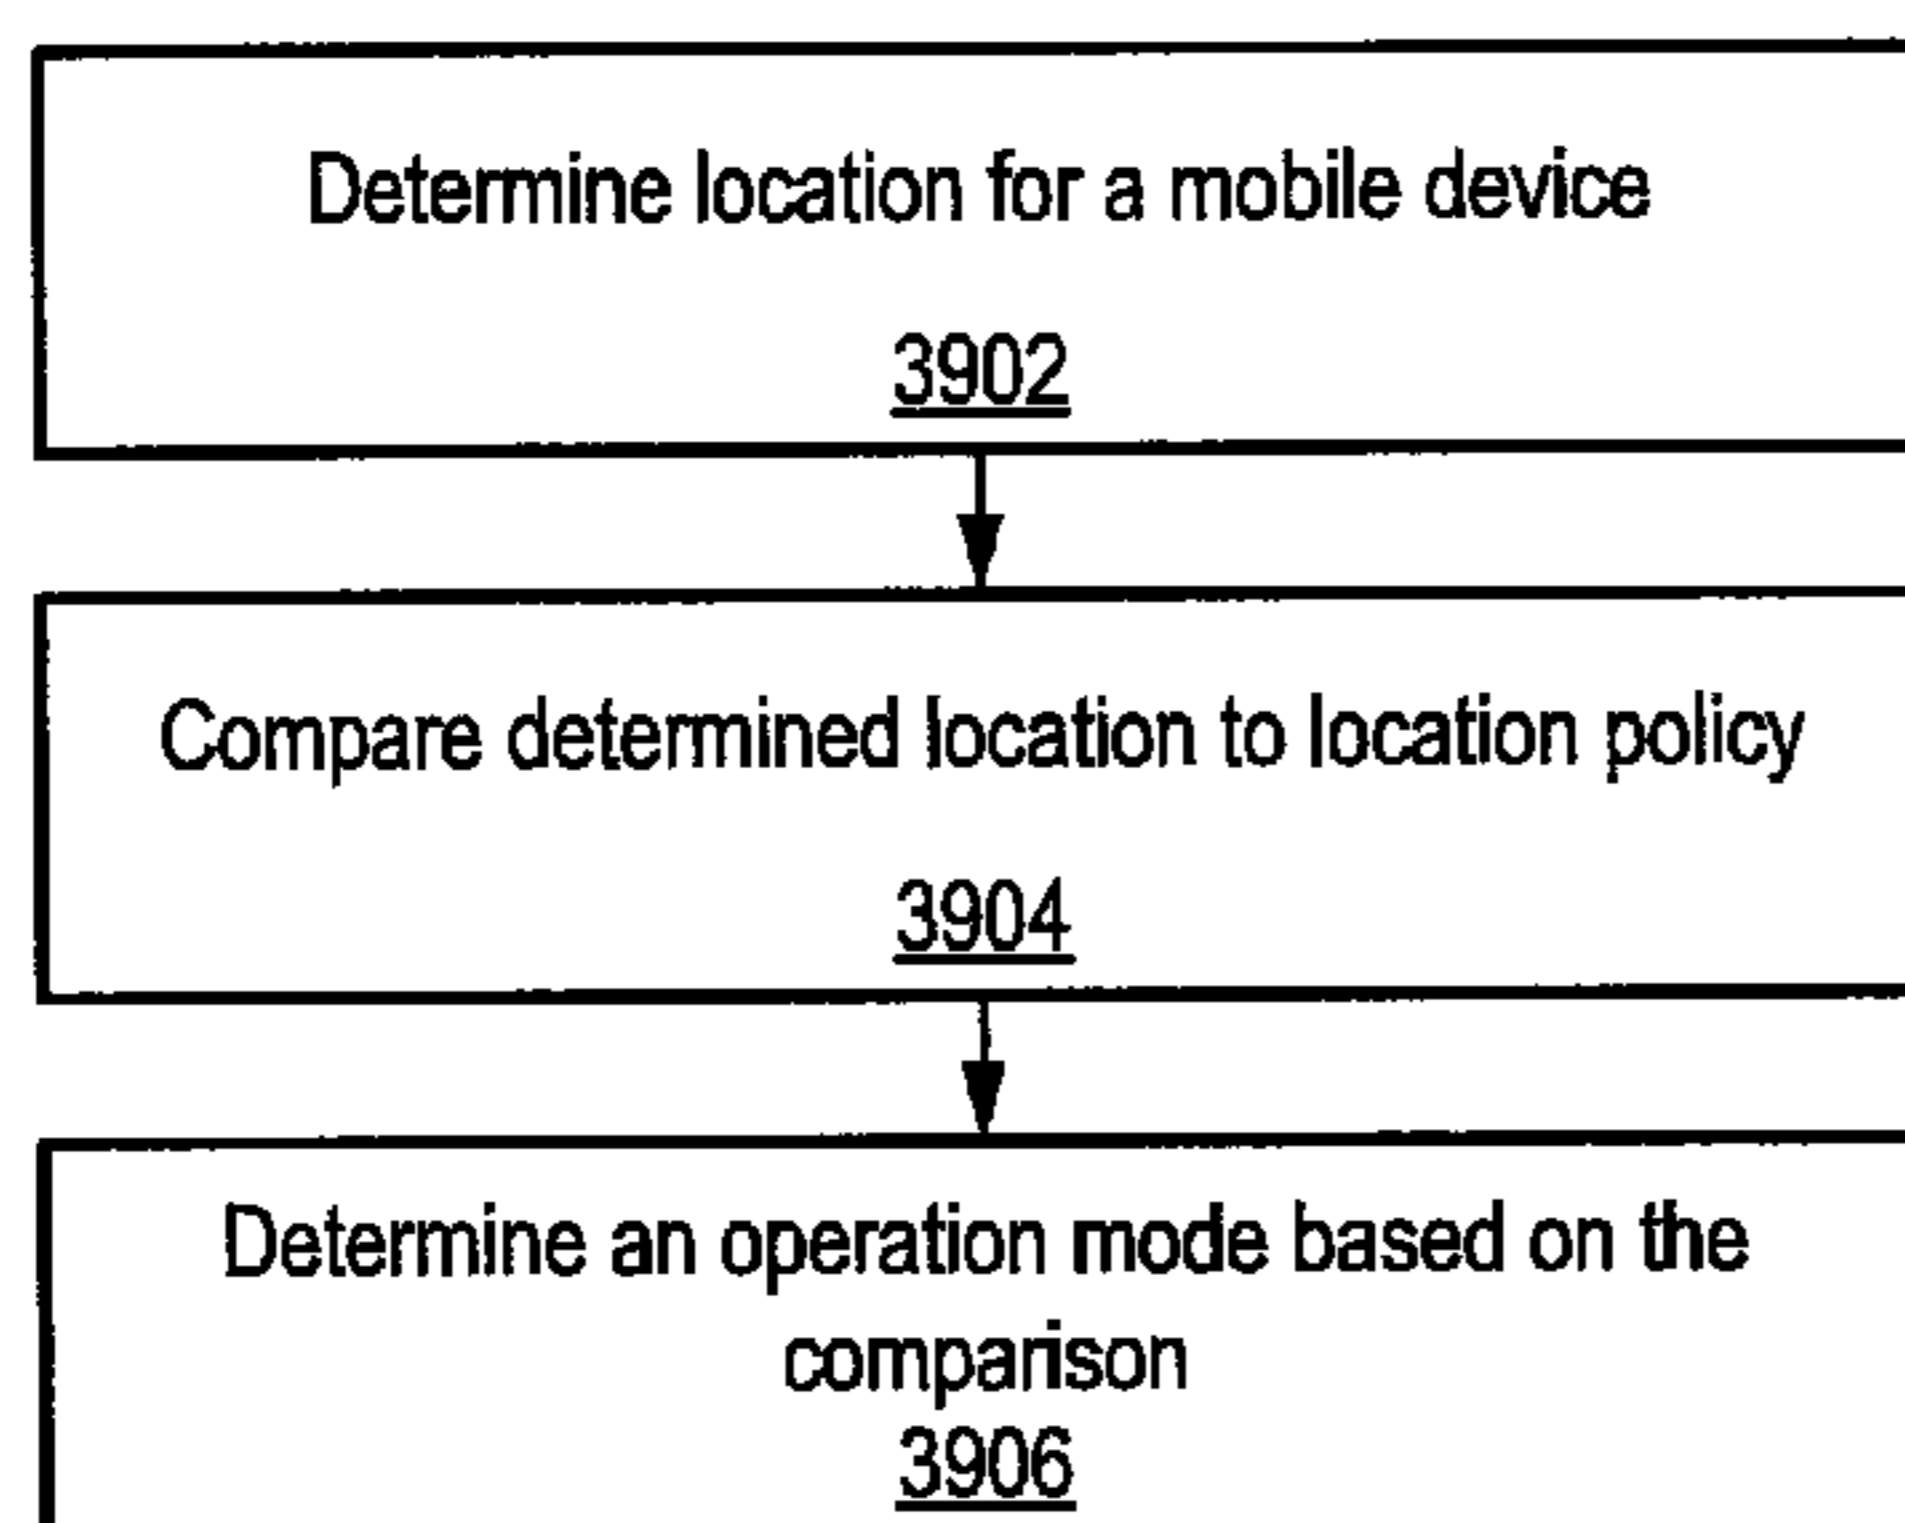 Determine location for a mobile device
3902
Compare determined location to location policy
3904
Determine an operation mode based on the
comparison
3906